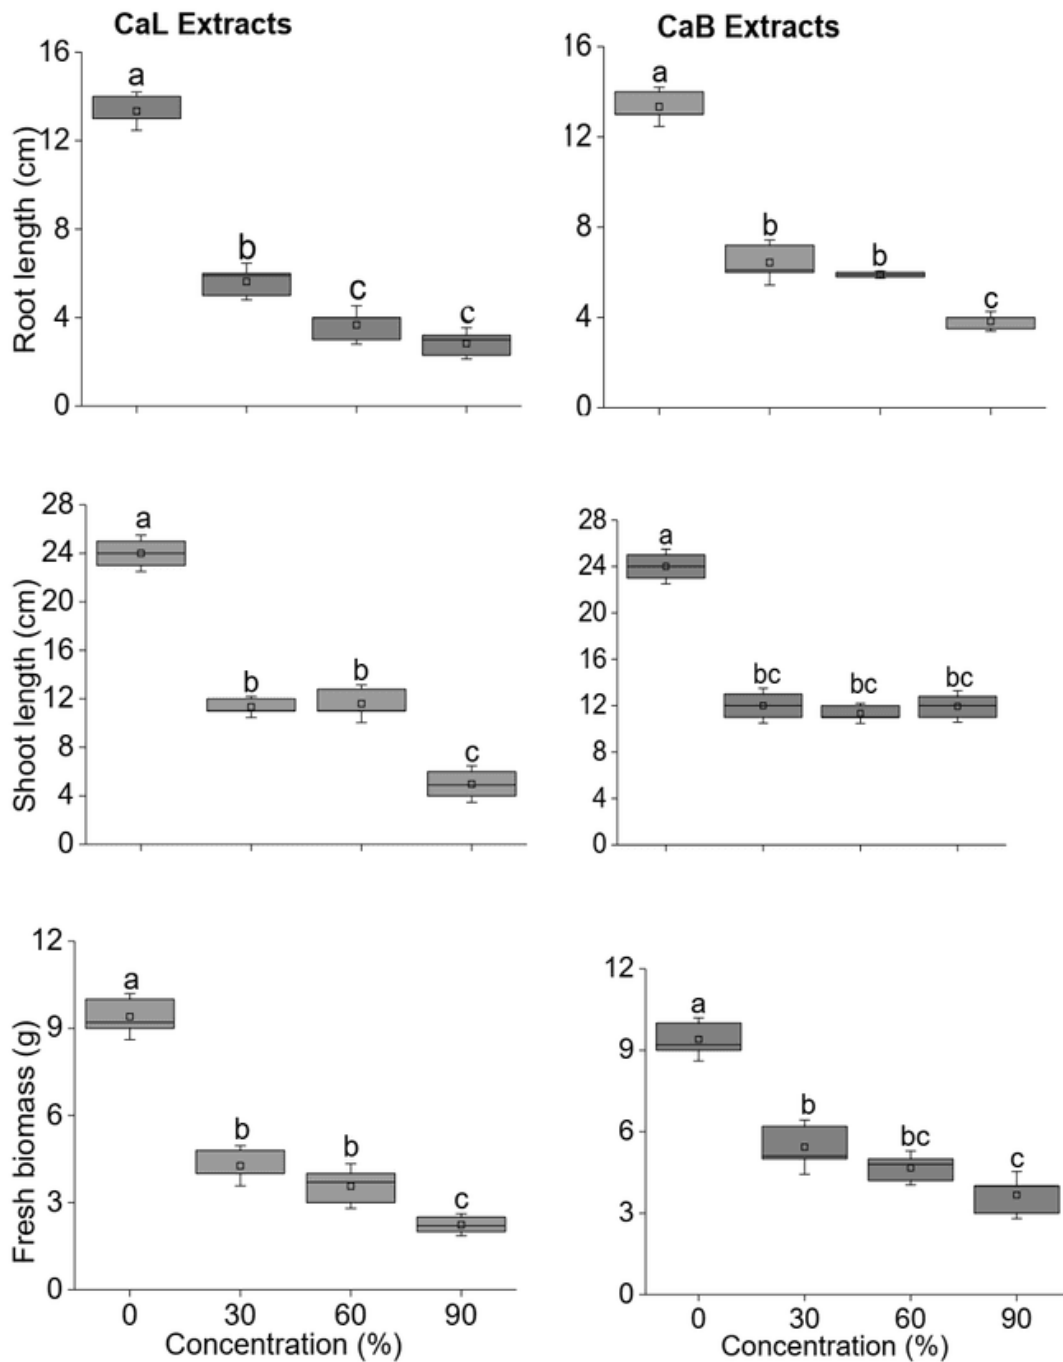 CaL Extracts
CaB Extracts
Root length (cm)
16
12
8
4
0
a
b
c
c
16
12
8
4
0
a
b
b
c
Shoot length (cm)
28
24
20
16
12
8
4
0
a
b
b
c
28
24
20
16
12
8
4
0
a
bc
bc
bc
Fresh biomass (g)
12
9
6
3
0
a
b
b
c
0 30 60 90
Concentration (%)
12
9
6
3
0
a
b
bc
c
0 30 60 90
Concentration (%)